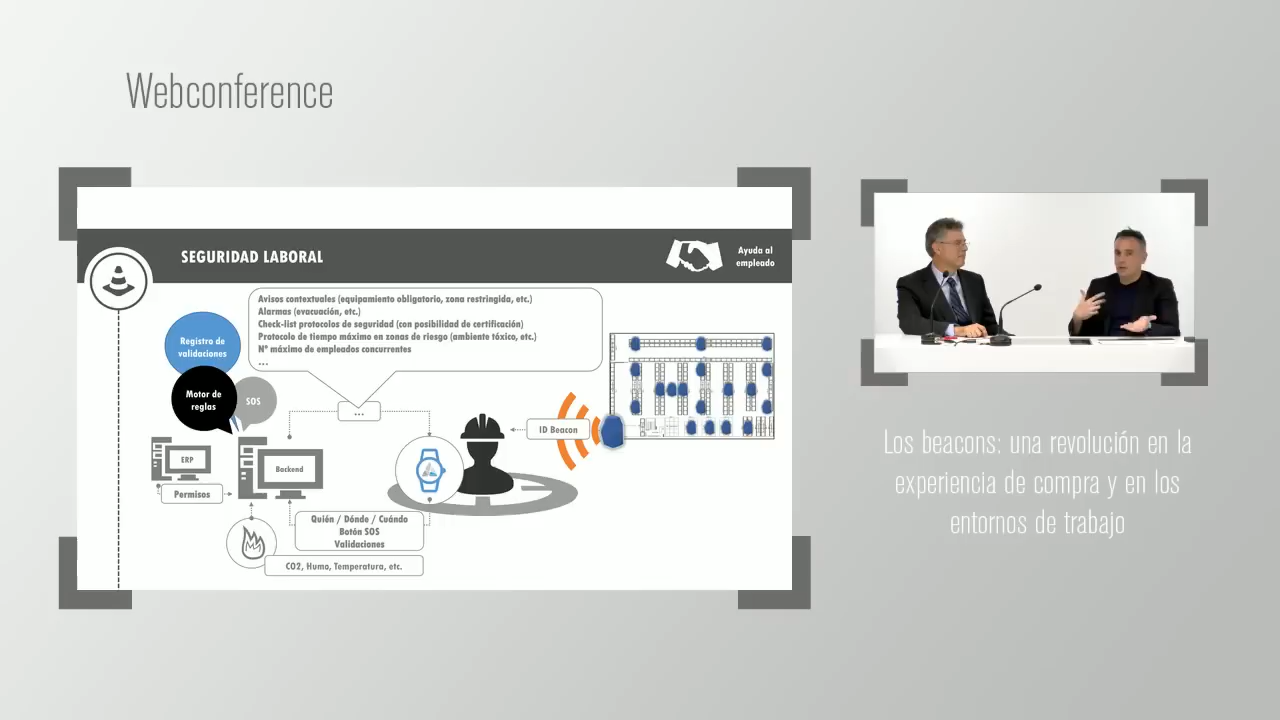 Webconference
SEGURIDAD LABORAL
Ayuda al
empleado
Avisos contextuales (equipamiento obligatorio, zona restringida, etc.)
Alarmas (evacuación, etc.)
Check-list protocolos de seguridad (con posibilidad de certificación)
Protocolo de tiempo máximo en zonas de riesgo (ambiente tóxico, etc.)
Nº máximo de empleados concurrentes
...
Registro de
validaciones
Motor de
reglas
SOS
...
ID Beacon
ERP
Backend
Permisos
Quién / Dónde / Cuándo
Botón SOS
Validaciones
CO2, Humo, Temperatura, etc.
Los beacons: una revolución en la
experiencia de compra y en los
entornos de trabajo